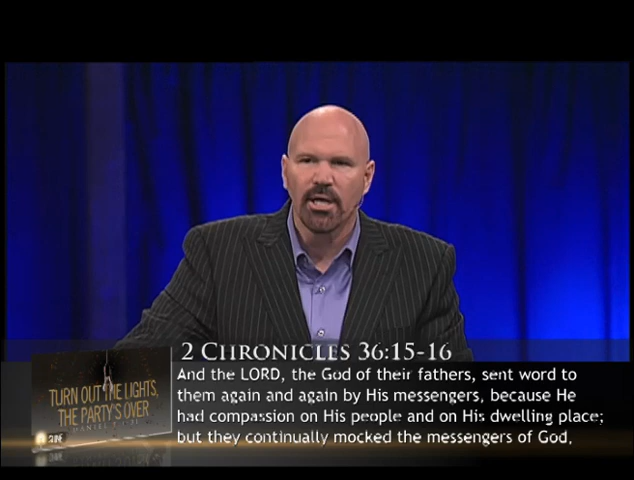 2 CHRONICLES 36:15-16
And the LORD, the God of their fathers, sent word to
them again and again by His messengers, because He
had compassion on His people and on His dwelling place;
but they continually mocked the messengers of God,
TURN OUT THE LIGHTS,
THE PARTY'S OVER
DANIEL